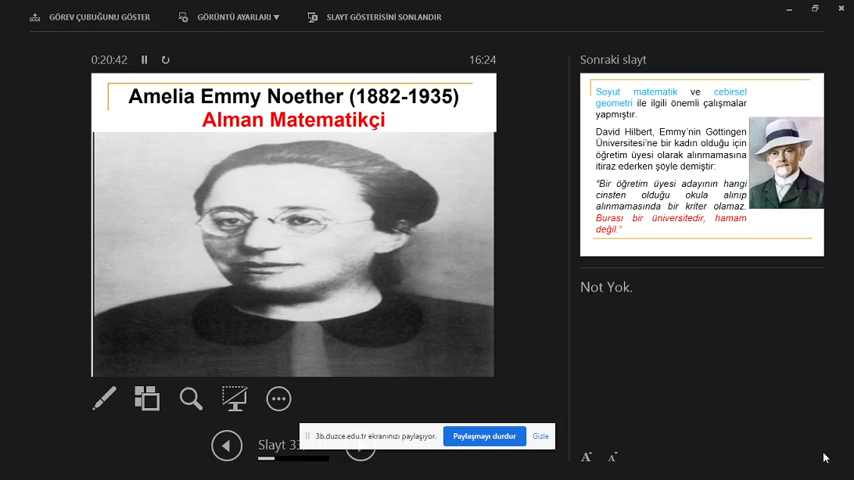 GÖREV ÇUBUĞUNU GÖSTER
GÖRÜNTÜ AYARLARI
SLAYT GÖSTERİSİNİ SONLANDIR
0:20:42
16:24
Amelia Emmy Noether (1882-1935)
Alman Matematikçi
Sonraki slayt
Soyut matematik ve cebirsel
geometri ile ilgili önemli çalışmalar
yapmıştır.
David Hilbert, Emmy'nin Göttingen
Üniversitesi'ne bir kadın olduğu için
öğretim üyesi olarak alınmamasına
itiraz ederken şöyle demiştir:
"Bir öğretim üyesi adayının hangi
cinsten olduğu okula alınıp
alınmamasında bir kriter olamaz.
Burası bir üniversitedir, hamam
değil."
Not Yok.
Slayt 33
3b.duzce.edu.tr ekranınızı paylaşıyor.
Paylaşmayı durdur
Gizle
A A